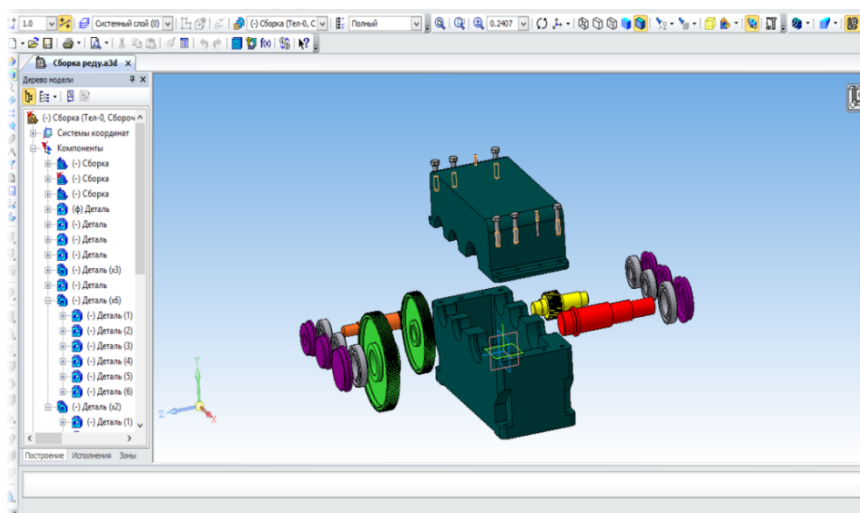 1.0 Системный слой (0) (-) Сборка (Тел-0, С Полный 0.2407
f(x)
Сборка реду.a3d
Дерево модели
(-) Сборка (Тел-0, Сбороч
Системы координат
Компоненты
(-) Сборка
(-) Сборка
(-) Сборка
(ф) Деталь
(-) Деталь
(-) Деталь
(-) Деталь
(-) Деталь (x3)
(-) Деталь
(-) Деталь (x6)
(-) Деталь (1)
(-) Деталь (2)
(-) Деталь (3)
(-) Деталь (4)
(-) Деталь (5)
(-) Деталь (6)
(-) Деталь (x2)
(-) Деталь (1)
Построение Исполнения Зоны
Y
Z
X